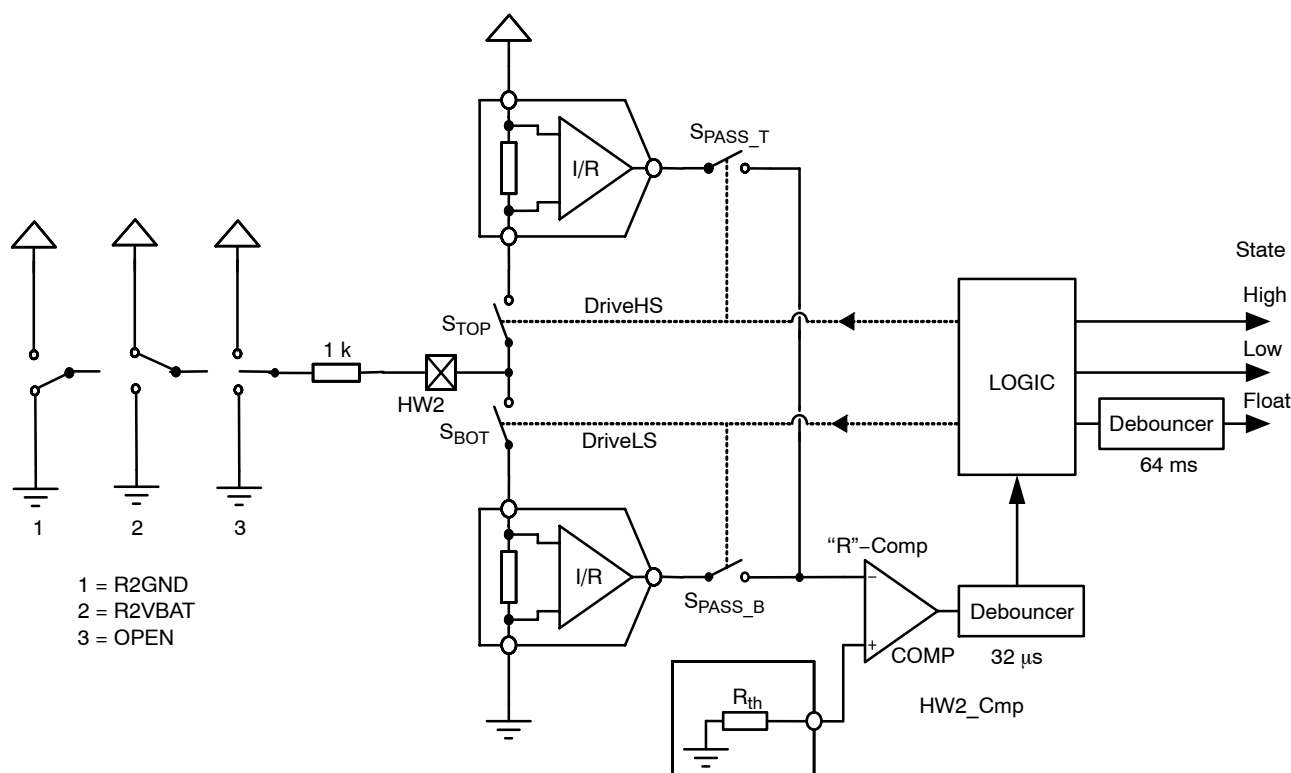 I/R
SPASS_T
State
High
DriveHS
STOP
1 k
Low
LOGIC
HW2
Float
SBOT
DriveLS
Debouncer
64 ms
1
2
3
"R"−Comp
1 = R2GND
2 = R2VBAT
3 = OPEN
I/R
SPASS_B
−
+
COMP
Debouncer
32 μs
Rth
HW2_Cmp